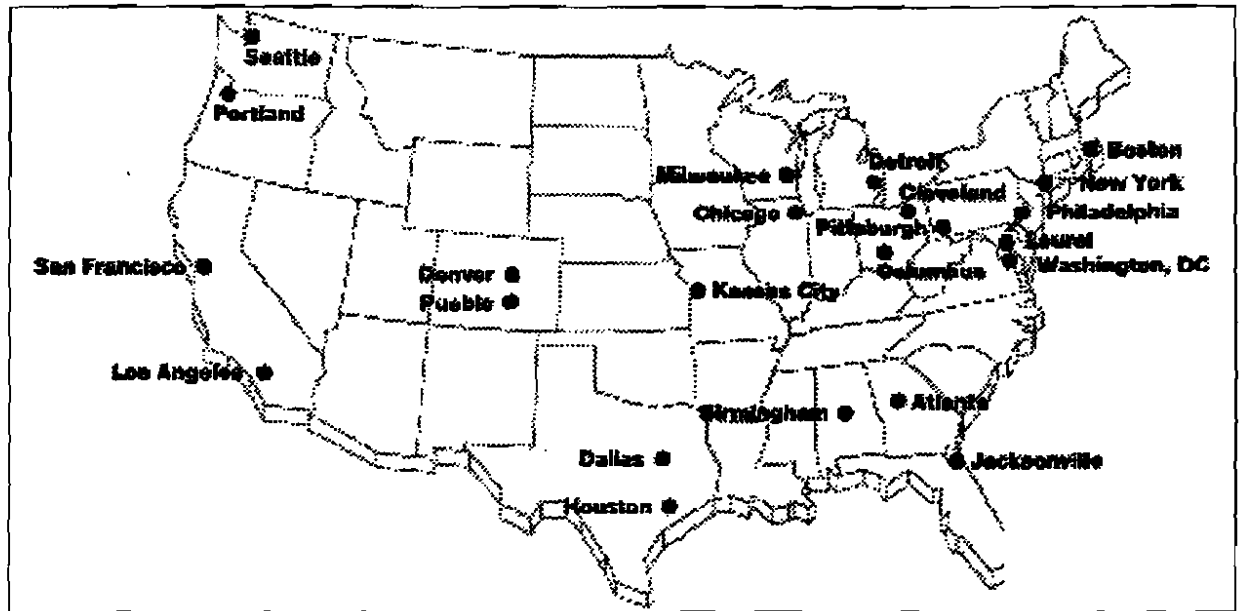 Seattle
Portland
Boston
Detroit
Milwaukee
New York
Cleveland
Chicago
Philadelphia
Pittsburgh
Laurel
San Francisco
Denver
Columbus
Washington, DC
Pueblo
Kansas City
Los Angeles
Birmingham
Atlanta
Dallas
Jacksonville
Houston